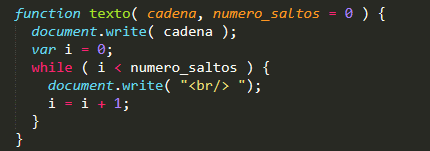 function texto( cadena, numero_saltos = 0 ) {
  document.write( cadena );
  var i = 0;
  while ( i < numero_saltos ) {
    document.write( "<br/> ");
    i = i + 1;
  }
}